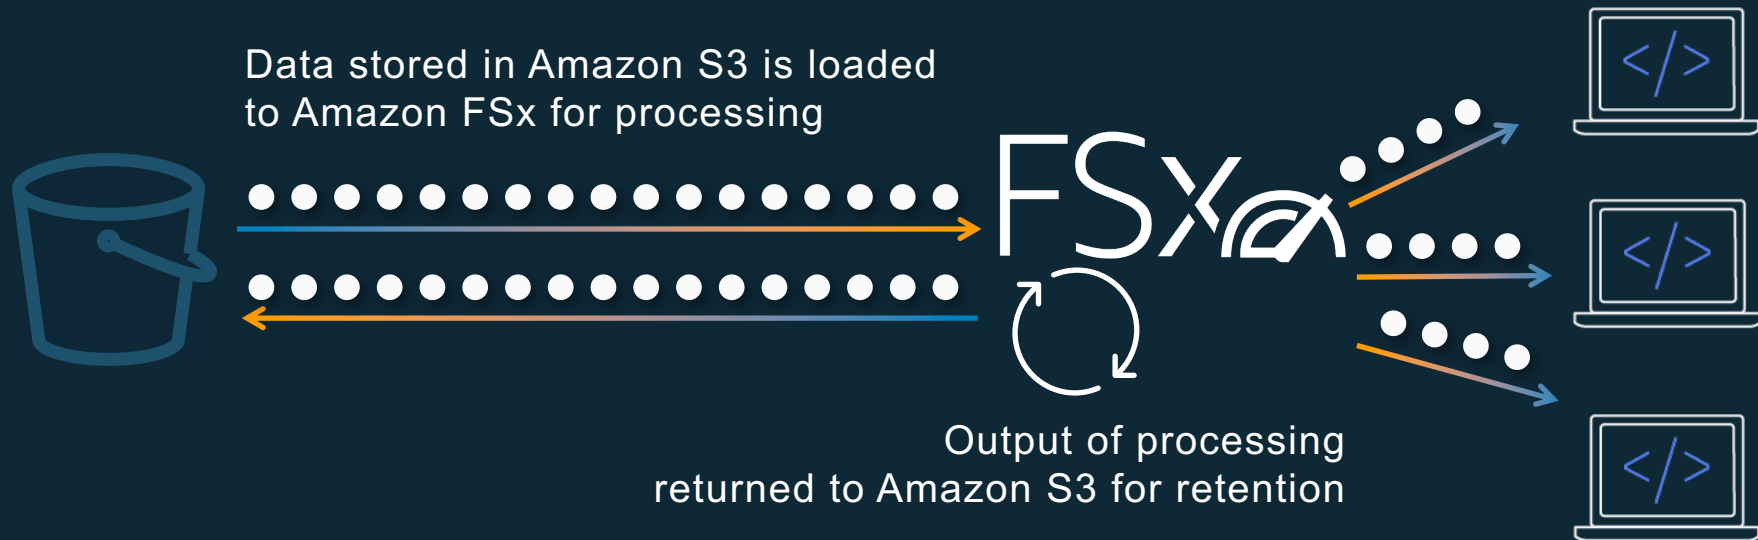 Data stored in Amazon S3 is loaded
to Amazon FSx for processing
FSx
</>
</>
</>
Output of processing
returned to Amazon S3 for retention